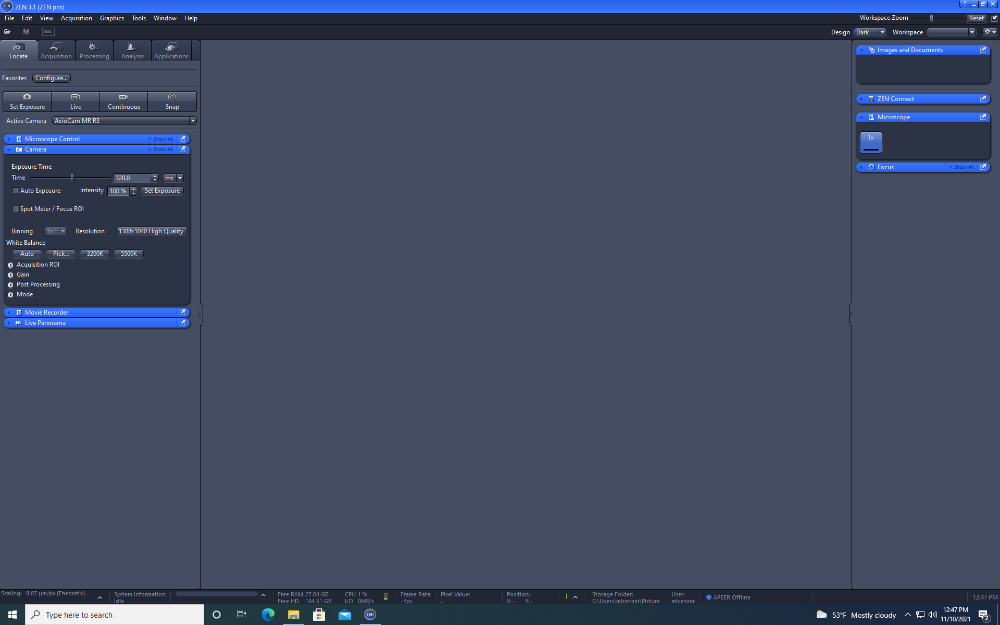 ZEN ZEN 3.1 (ZEN pro) ?
File Edit View Acquisition Graphics Tools Window Help Workspace Zoom Reset
Design Dark Workspace
Locate Acquisition Processing Analysis Applications
Favorites Configure...
Set Exposure Live Continuous Snap
Active Camera AxioCam MR R3
Microscope Control Show All
Camera Show All
Exposure Time
Time 320.0 ms
Auto Exposure Intensity 100 % Set Exposure
Spot Meter / Focus ROI
Binning 1x1 Resolution 1388x1040 High Quality
White Balance
Auto Pick... 3200K 5500K
Acquisition ROI
Gain
Post Processing
Mode
Movie Recorder
Live Panorama
Images and Documents
ZEN Connect
Microscope
1x
Focus Show All
Scaling: 8.07 µm/px (Theoretic)
System Information
Idle
Free RAM 27.04 GB
Free HD 164.51 GB
CPU 1 %
I/O 0MB/s
Frame Rate:
- fps
Pixel Value:
-
Position:
X: - Y: -
i
Storage Folder:
C:\Users\mlcenzer\Picture
User:
mlcenzer
APEER Offline
12:47 PM
Type here to search
ZEN
53°F Mostly cloudy
12:47 PM
11/10/2021
2